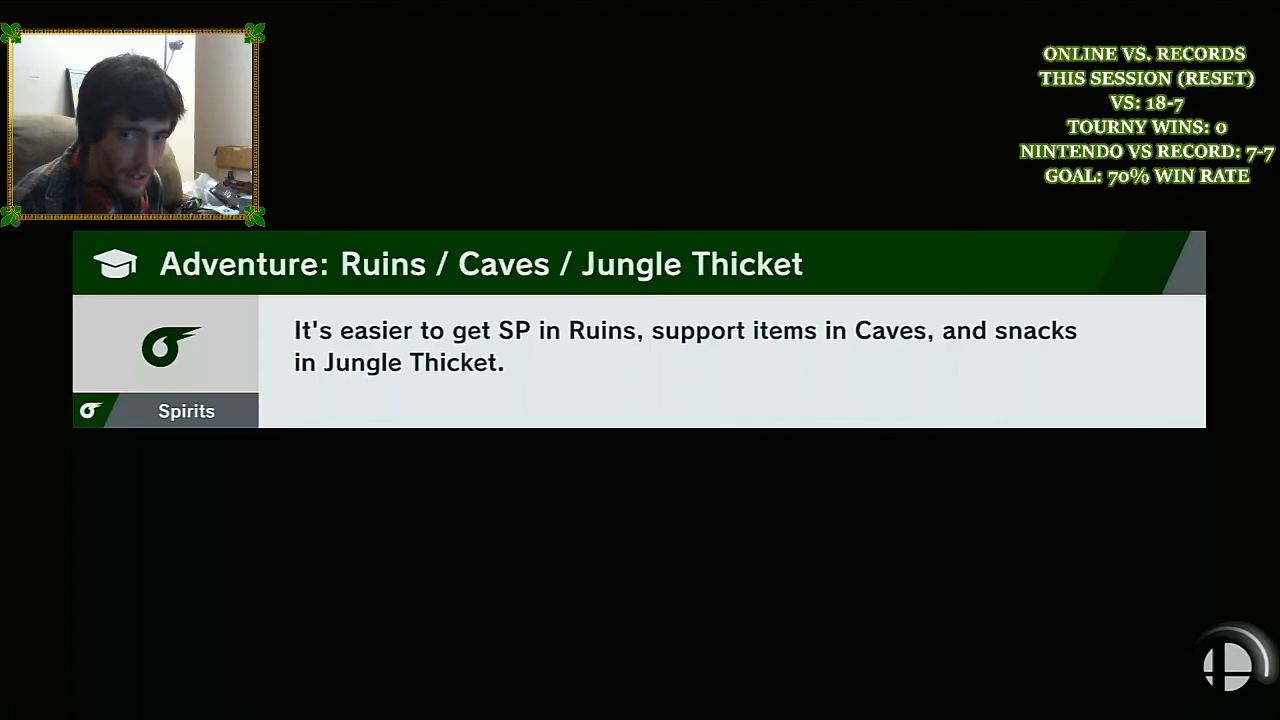 ONLINE VS. RECORDS
THIS SESSION (RESET)
VS: 18-7
TOURNY WINS: 0
NINTENDO VS RECORD: 7-7
GOAL: 70% WIN RATE
Adventure: Ruins / Caves / Jungle Thicket
It's easier to get SP in Ruins, support items in Caves, and snacks
in Jungle Thicket.
Spirits